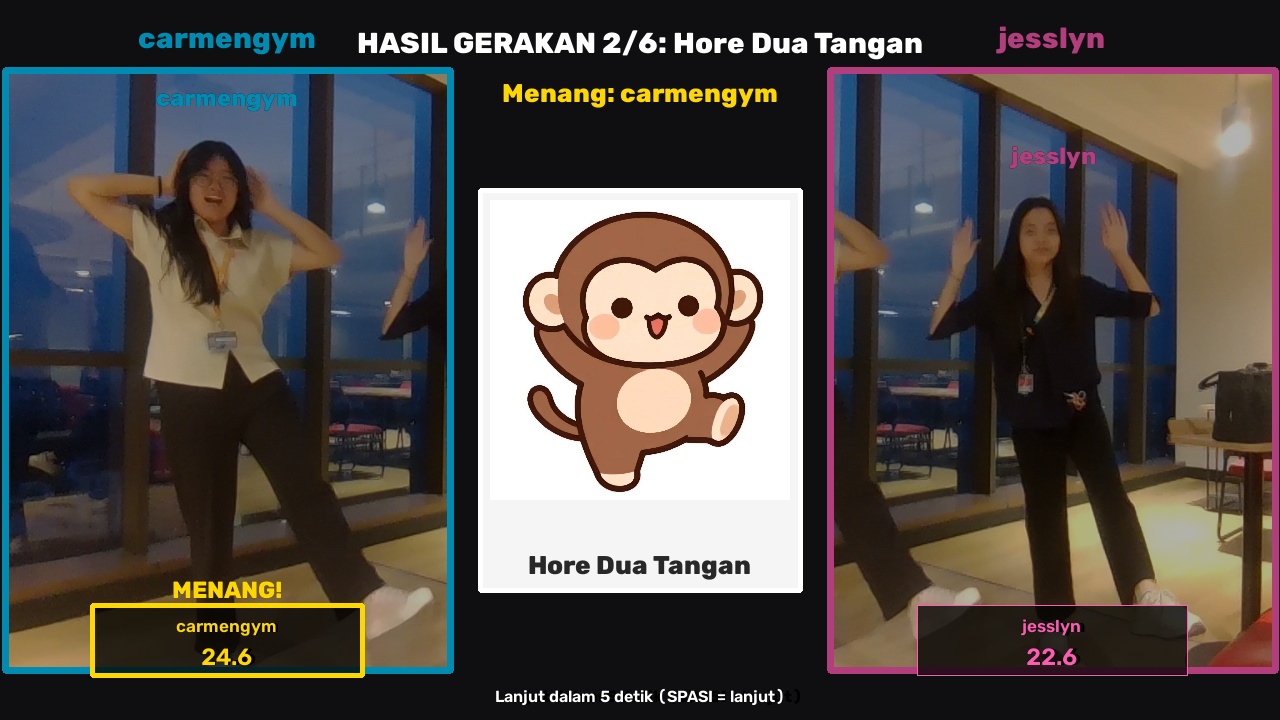 carmengym
HASIL GERAKAN 2/6: Hore Dua Tangan
jesslyn
Menang: carmengym
carmengym
jesslyn
Hore Dua Tangan
MENANG!
carmengym
24.6
jesslyn
22.6
Lanjut dalam 5 detik (SPASI = lanjut)